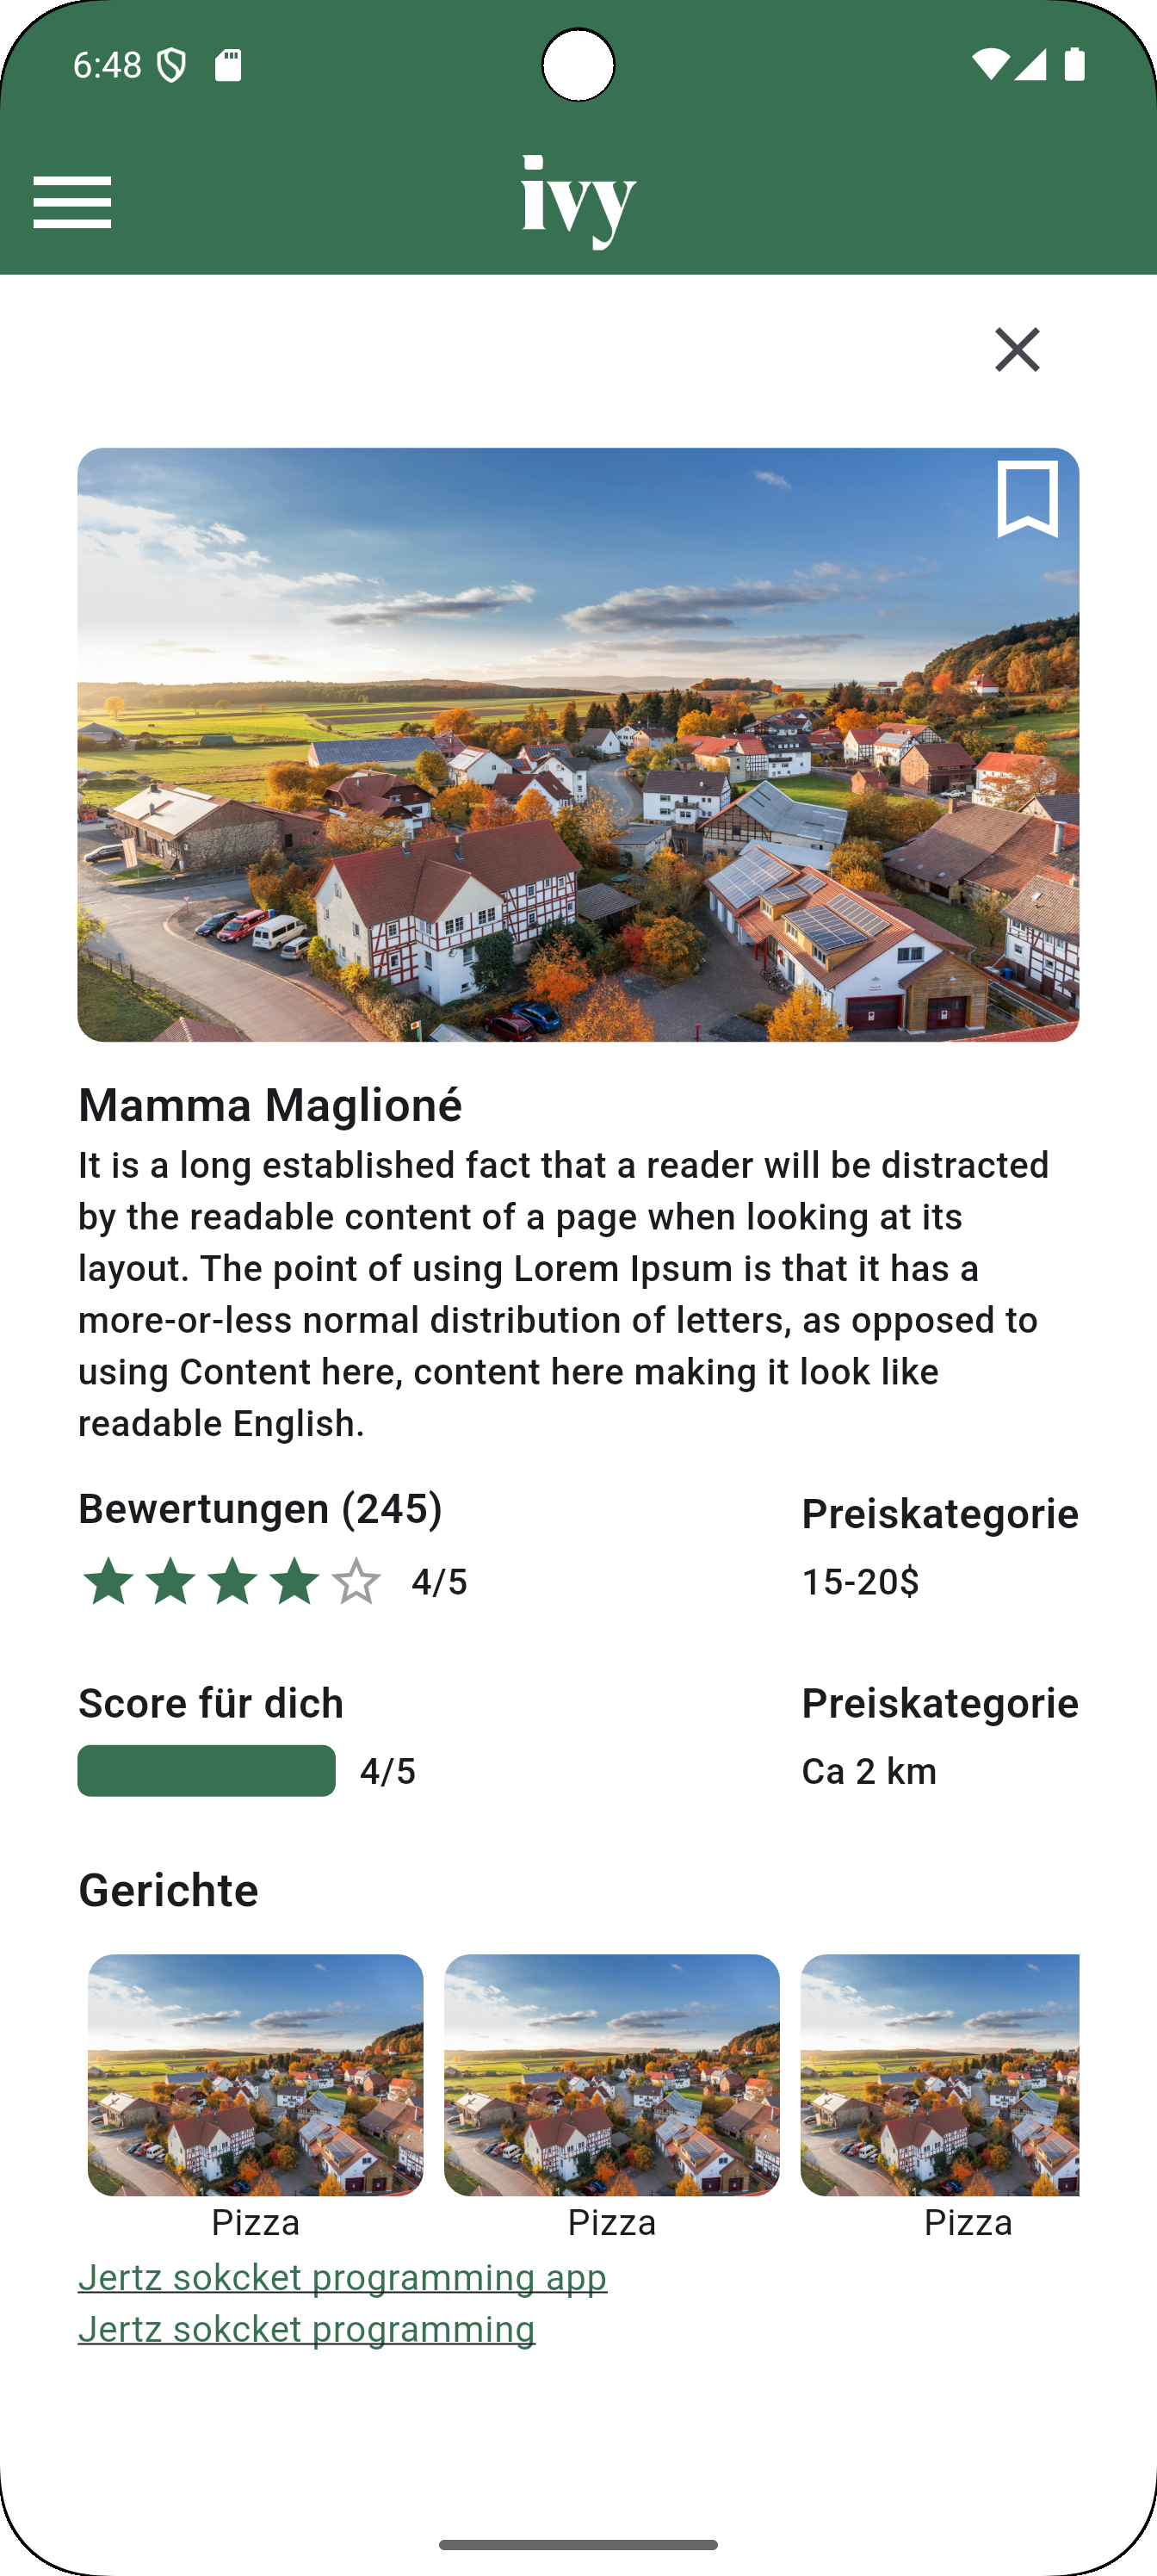 6:48
ivy
Mamma Maglioné
It is a long established fact that a reader will be distracted
by the readable content of a page when looking at its
layout. The point of using Lorem Ipsum is that it has a
more-or-less normal distribution of letters, as opposed to
using Content here, content here making it look like
readable English.
Bewertungen (245)
Preiskategorie
4/5
15-20$
Score für dich
Preiskategorie
4/5
Ca 2 km
Gerichte
Pizza
Pizza
Pizza
Jertz sokcket programming app
Jertz sokcket programming